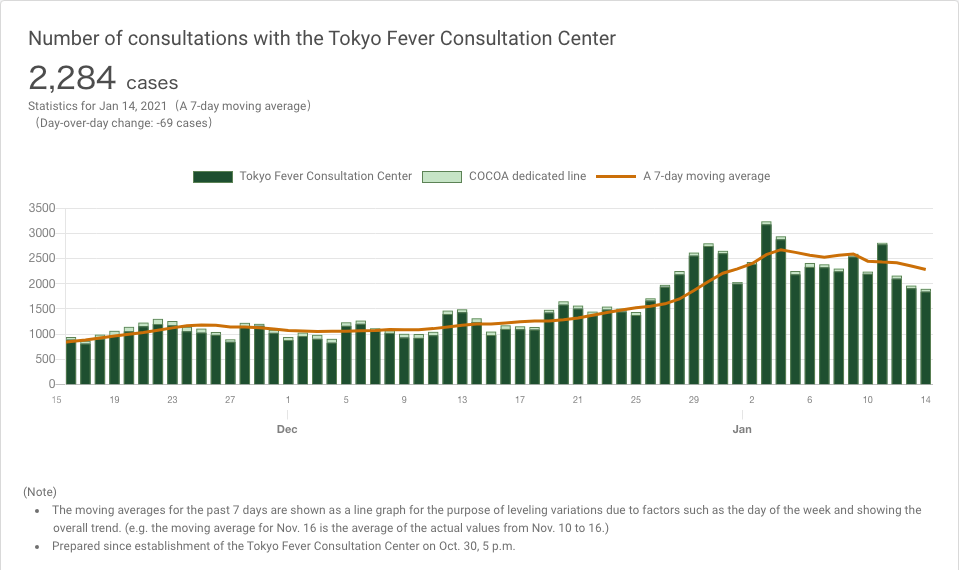 Number of consultations with the Tokyo Fever Consultation Center
2,284 cases
Statistics for Jan 14, 2021 (A 7-day moving average)
(Day-over-day change: -69 cases)
Tokyo Fever Consultation Center COCOA dedicated line A 7-day moving average
3500
3000
2500
2000
1500
1000
500
0
15 19 23 27 1 5 9 13 17 21 25 29 2 6 10 14
Dec Jan
(Note)
• The moving averages for the past 7 days are shown as a line graph for the purpose of leveling variations due to factors such as the day of the week and showing the
overall trend. (e.g. the moving average for Nov. 16 is the average of the actual values from Nov. 10 to 16.)
• Prepared since establishment of the Tokyo Fever Consultation Center on Oct. 30, 5 p.m.